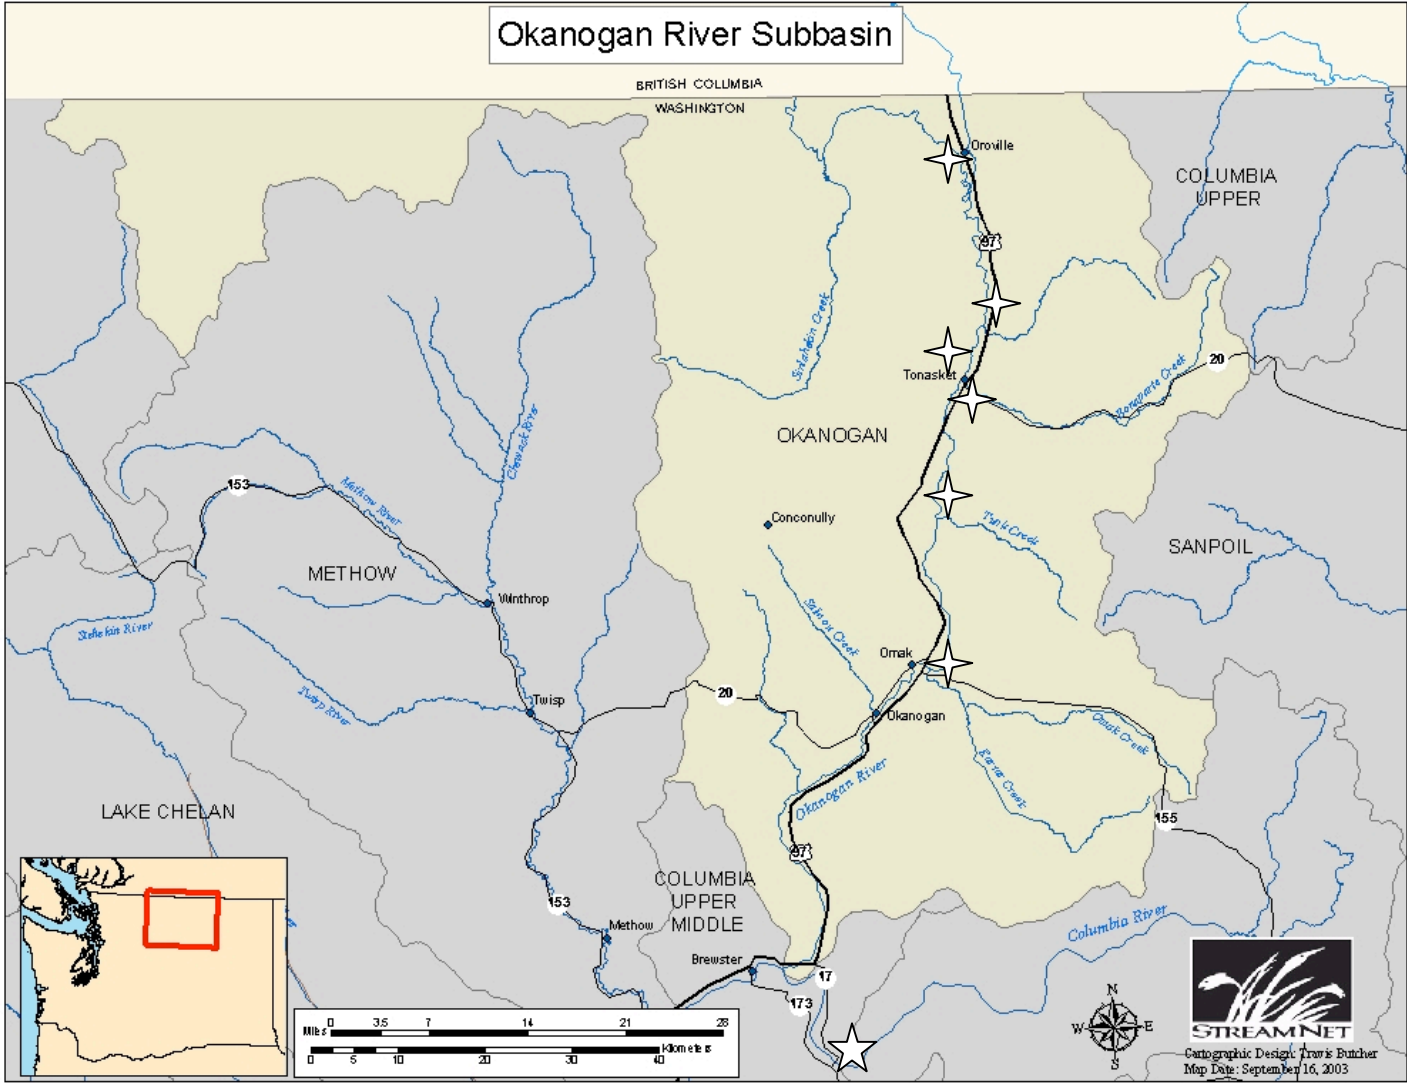 Okanogan River Subbasin
BRITISH COLUMBIA
WASHINGTON
Oroville
COLUMBIA
UPPER
97
Sinlahekin Creek
Tonasket
20
Bonaparte Creek
OKANOGAN
Chewack River
153
Methow River
Conconully
Tunk Creek
SANPOIL
METHOW
Winthrop
Salmon Creek
Stehekin River
Omak
Twisp River
Twisp
20
Okanogan
Omak Creek
Okanogan River
LAKE CHELAN
155
97
COLUMBIA
UPPER
MIDDLE
153
Methow
Columbia River
Brewster
17
173
N
W
E
S
0 3.5 7 14 21 28
Miles
Kilometers
0 5 10 20 30 40
STREAMNET
Cartographic Design: Travis Butcher
Map Date: September 16, 2003